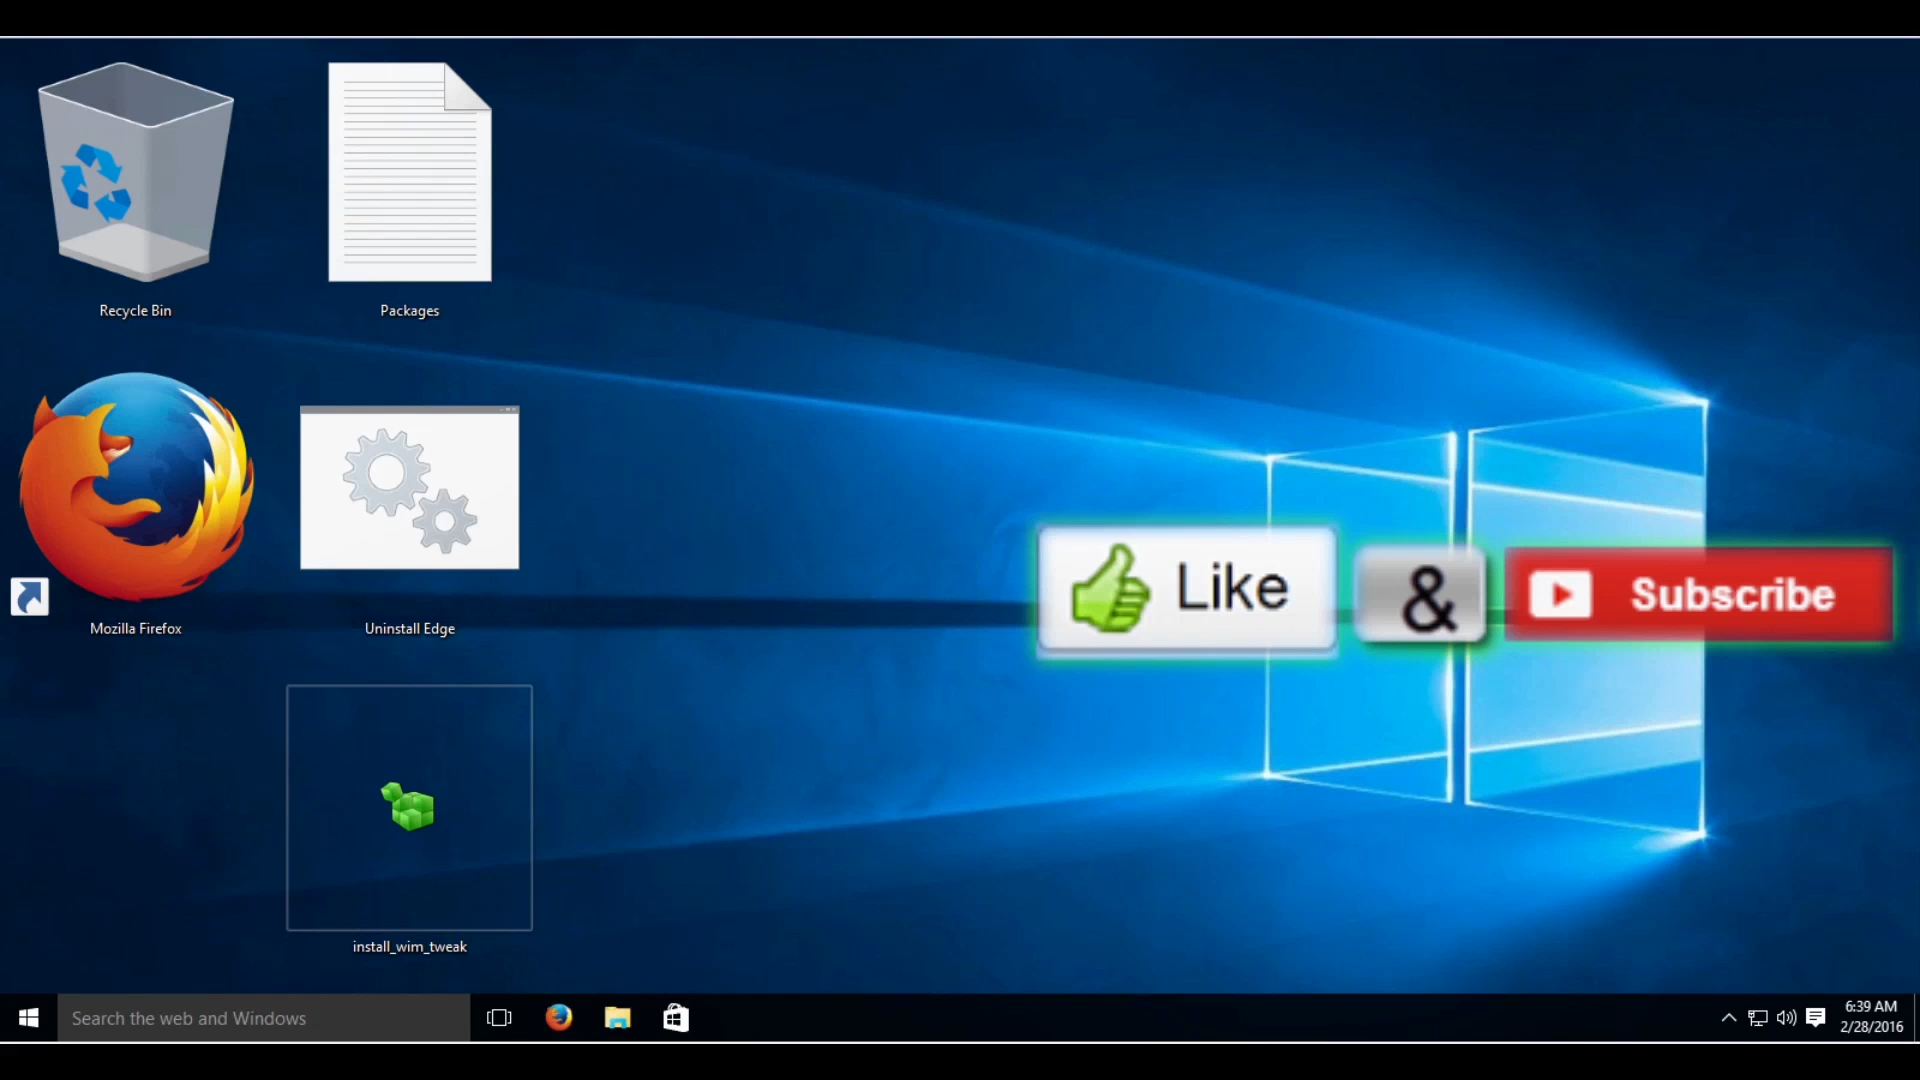 Recycle Bin
Packages
Mozilla Firefox
Uninstall Edge
Like & Subscribe
install_wim_tweak
Search the web and Windows
6:39 AM
2/28/2016